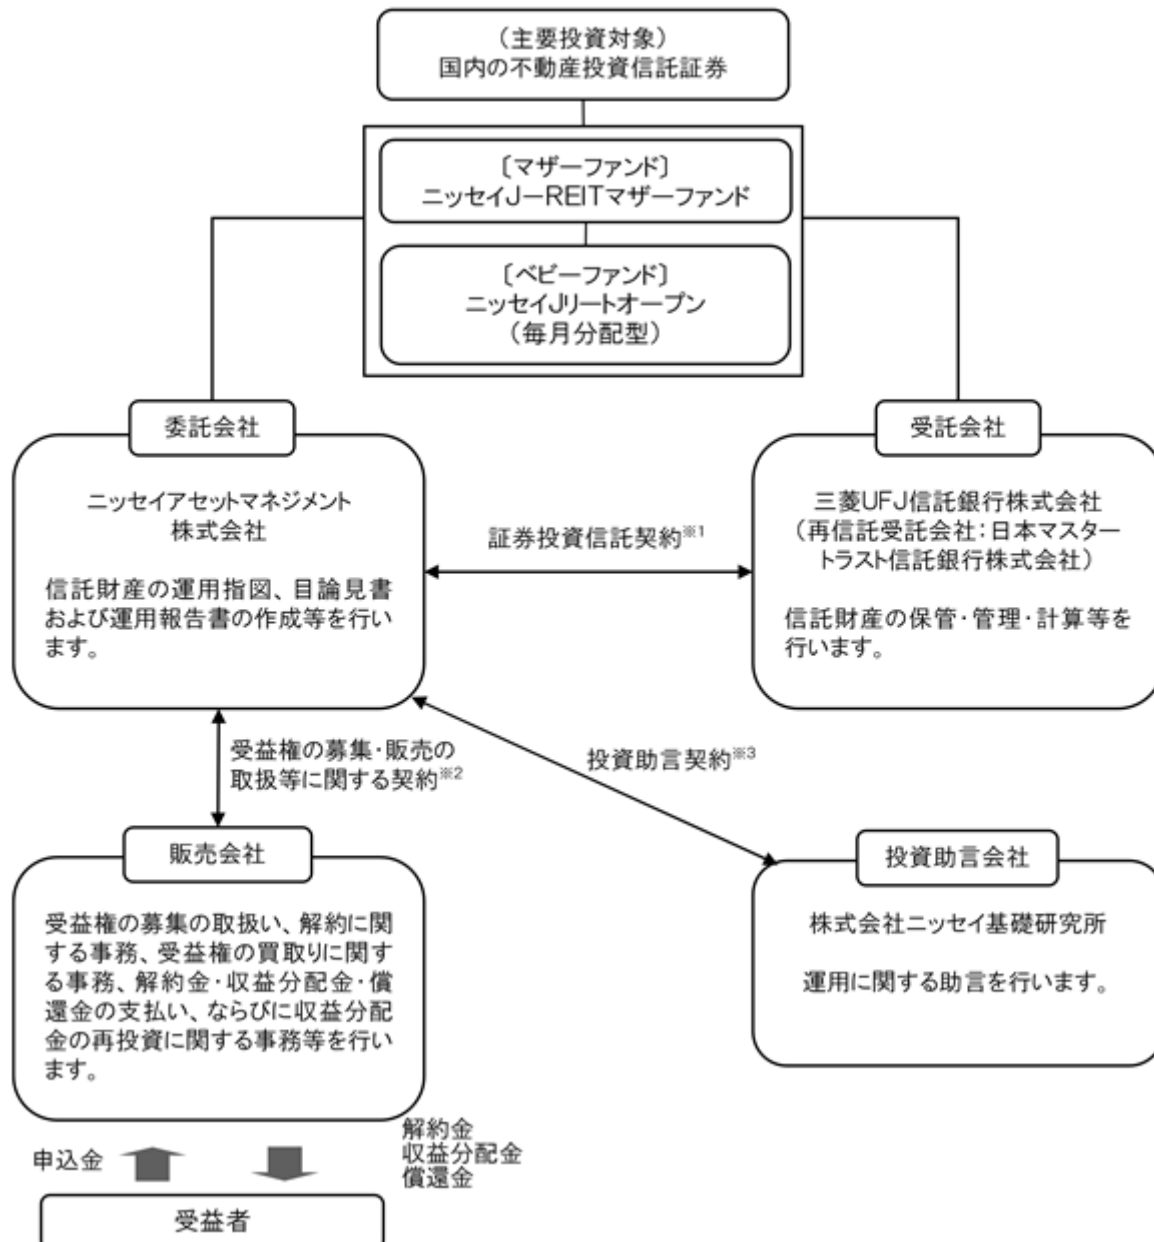 （主要投資対象）
国内の不動産投資信託証券
〔マザーファンド〕
ニッセイJ－REITマザーファンド
〔ベビーファンド〕
ニッセイJリートオープン
（毎月分配型）
委託会社
ニッセイアセットマネジメント
株式会社
信託財産の運用指図、目論見書
および運用報告書の作成等を行い
ます。
証券投資信託契約※1
受託会社
三菱UFJ信託銀行株式会社
（再信託受託会社：日本マスター
トラスト信託銀行株式会社）
信託財産の保管・管理・計算等を
行います。
受益権の募集・販売の
取扱等に関する契約※2
投資助言契約※3
販売会社
受益権の募集の取扱い、解約に関
する事務、受益権の買取りに関す
る事務、解約金・収益分配金・償
還金の支払い、ならびに収益分配
金の再投資に関する事務等を行い
ます。
投資助言会社
株式会社ニッセイ基礎研究所
運用に関する助言を行います。
申込金
解約金
収益分配金
償還金
受益者